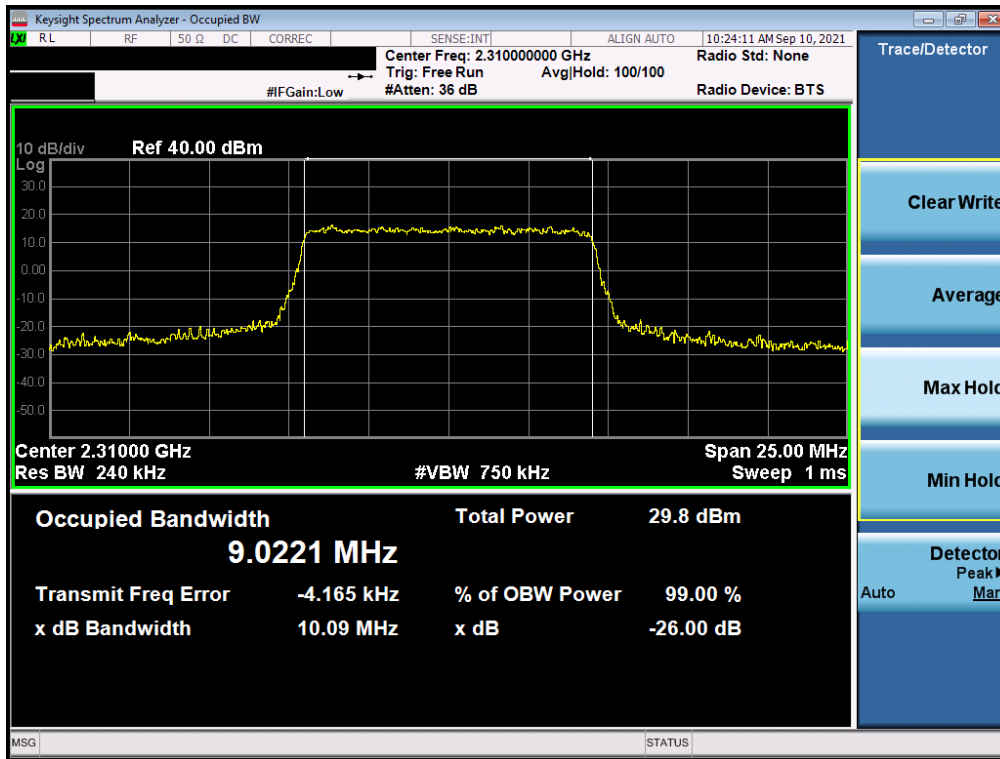 Keysight Spectrum Analyzer - Occupied BW
LXI RL RF 50 Ω DC CORREC SENSE:INT ALIGN AUTO 10:24:11 AM Sep 10, 2021
Center Freq: 2.310000000 GHz Radio Std: None
Trig: Free Run Avg|Hold: 100/100
#IFGain:Low #Atten: 36 dB Radio Device: BTS
Trace/Detector
10 dB/div Ref 40.00 dBm
Log
30.0
20.0
10.0
0.00
-10.0
-20.0
-30.0
-40.0
-50.0
Center 2.31000 GHz Span 25.00 MHz
Res BW 240 kHz #VBW 750 kHz Sweep 1 ms
Occupied Bandwidth Total Power 29.8 dBm
9.0221 MHz
Transmit Freq Error -4.165 kHz % of OBW Power 99.00 %
x dB Bandwidth 10.09 MHz x dB -26.00 dB
Clear Write
Average
Max Hold
Min Hold
Detector
Peak
Auto Man
MSG STATUS